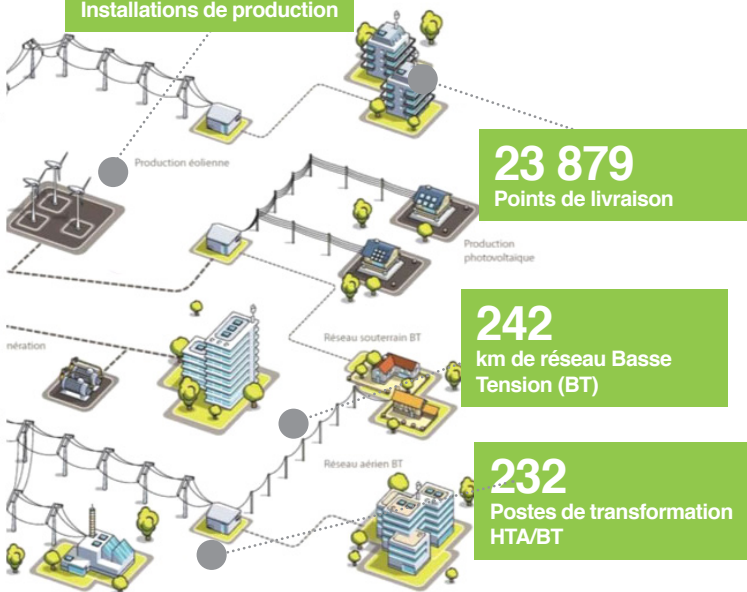 Installations de production
Production éolienne
23 879
Points de livraison
Production
photovoltaïque
242
km de réseau Basse
Tension (BT)
Réseau souterrain BT
nération
Réseau aérien BT
232
Postes de transformation
HTA/BT